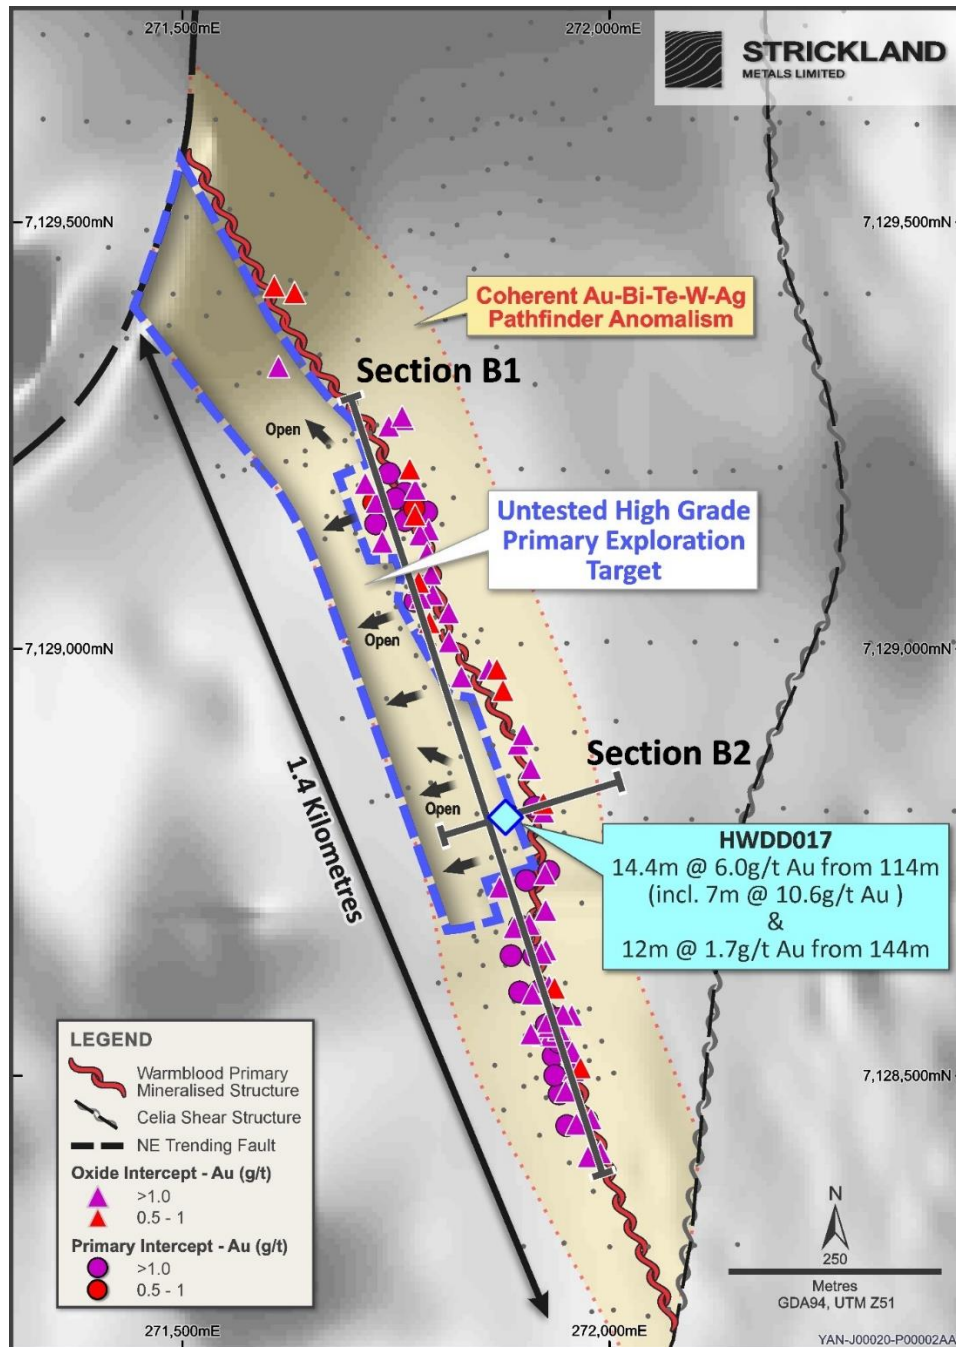 271,500mE
272,000mE
STRICKLAND
METALS LIMITED
7,129,500mN
7,129,500mN
Coherent Au-Bi-Te-W-Ag
Pathfinder Anomalism
Section B1
Open
Untested High Grade
Primary Exploration
Target
Open
7,129,000mN
7,129,000mN
Section B2
1.4 Kilometres
Open
HWDD017
14.4m @ 6.0g/t Au from 114m
(incl. 7m @ 10.6g/t Au )
&
12m @ 1.7g/t Au from 144m
LEGEND
Warmblood Primary
Mineralised Structure
Celia Shear Structure
NE Trending Fault
Oxide Intercept - Au (g/t)
>1.0
0.5 - 1
Primary Intercept - Au (g/t)
>1.0
0.5 - 1
7,128,500mN
N
250
Metres
GDA94, UTM Z51
271,500mE
272,000mE
YAN-J00020-P00002AA